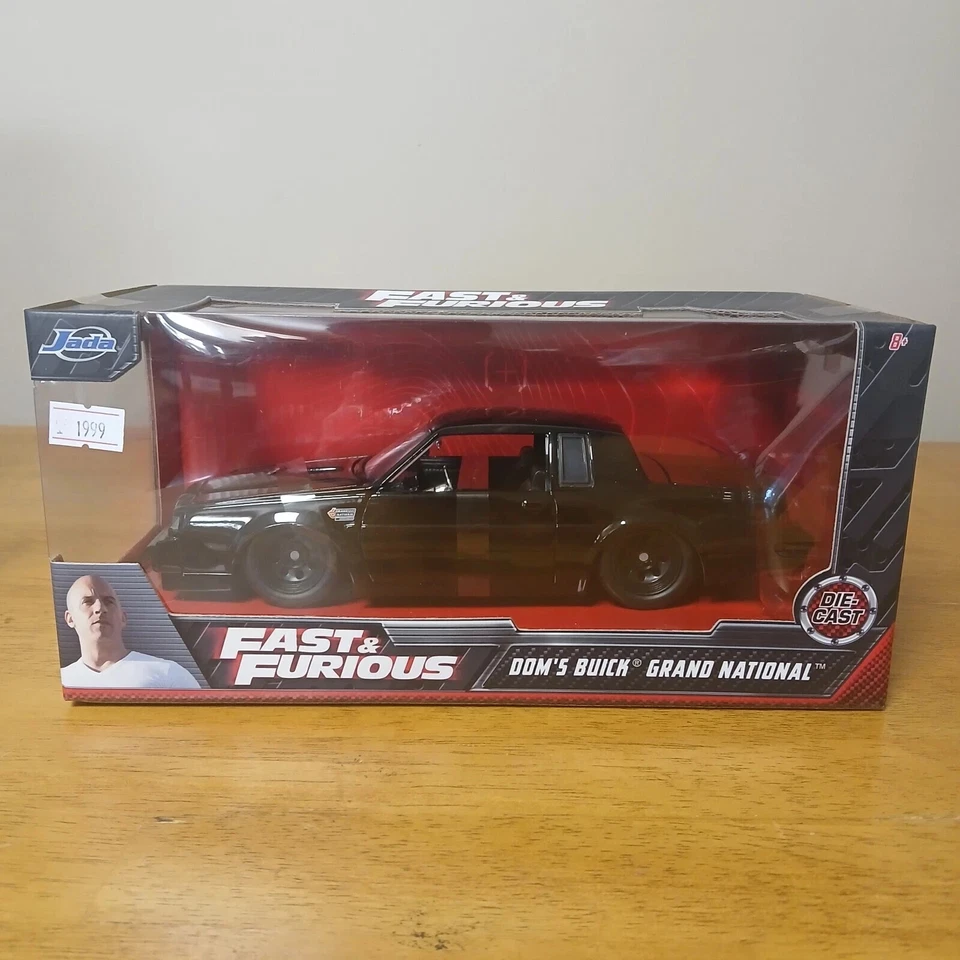 FAST &
FURIOUS
Jada
8+
1999
DIE-
CAST
FAST &
FURIOUS
DOM'S BUICK® GRAND NATIONAL™